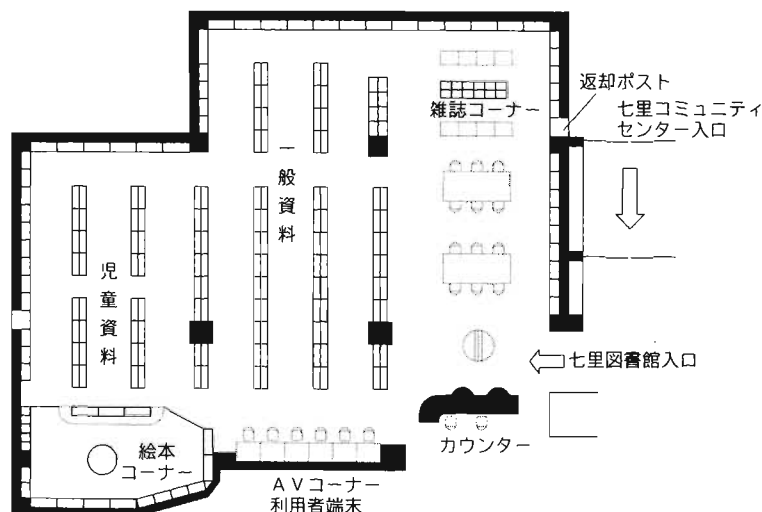 返却ポスト
七里コミュニティ
センター入口
雑誌コーナー
一般資料
児童資料
七里図書館入口
カウンター
絵本
コーナー
AVコーナー
利用者端末